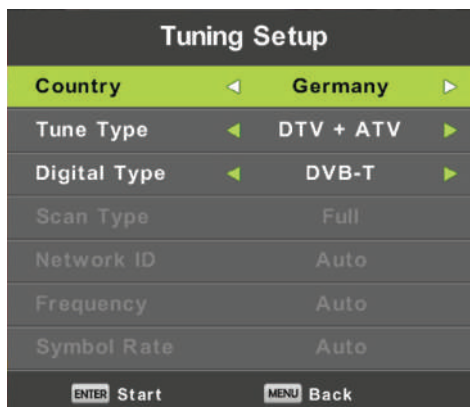 Tuning Setup
Country Germany
Tune Type DTV + ATV
Digital Type DVB-T
Scan Type Full
Network ID Auto
Frequency Auto
Symbol Rate Auto
ENTER Start MENU Back